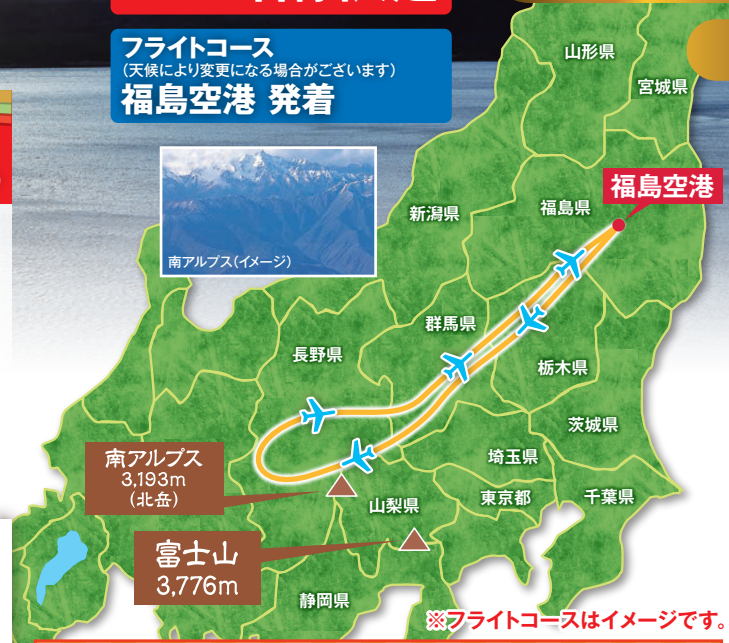 フライトコース
(天候により変更になる場合がございます)
福島空港 発着
南アルプス(イメージ)
山形県
宮城県
福島空港
新潟県
福島県
群馬県
長野県
栃木県
茨城県
埼玉県
南アルプス
3,193m
(北岳)
山梨県
東京都
千葉県
富士山
3,776m
静岡県
※フライトコースはイメージです。